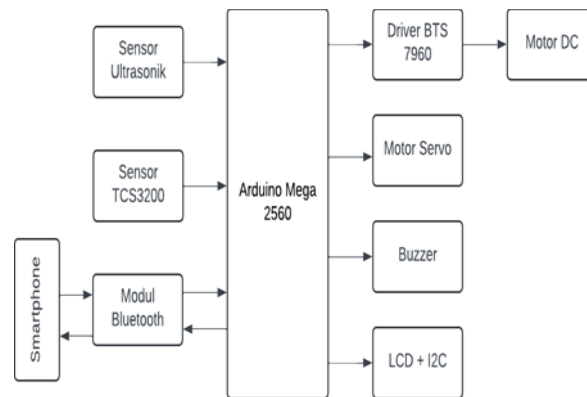 Sensor
Ultrasonik
Sensor
TCS3200
Smartphone
Modul
Bluetooth
Arduino Mega
2560
Driver BTS
7960
Motor DC
Motor Servo
Buzzer
LCD + I2C